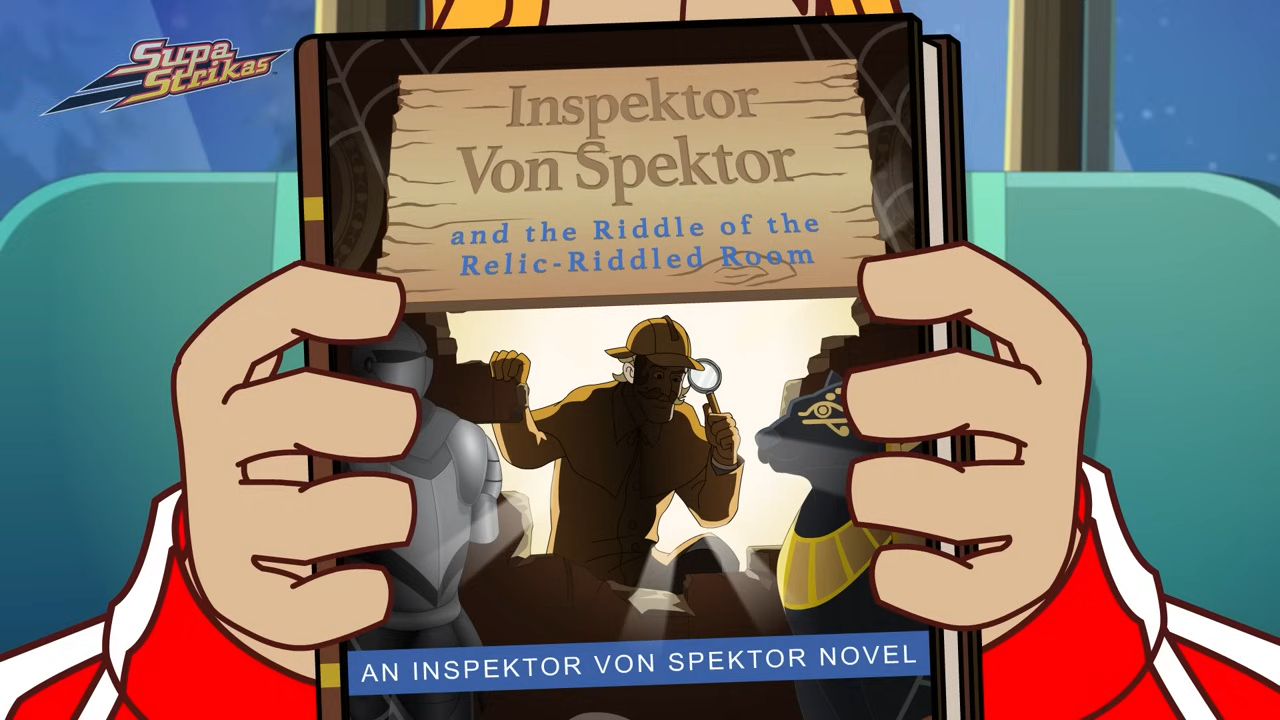 Supa
Strikas
Inspektor
Von Spektor
and the Riddle of the
Relic-Riddled Room
AN INSPEKTOR VON SPEKTOR NOVEL